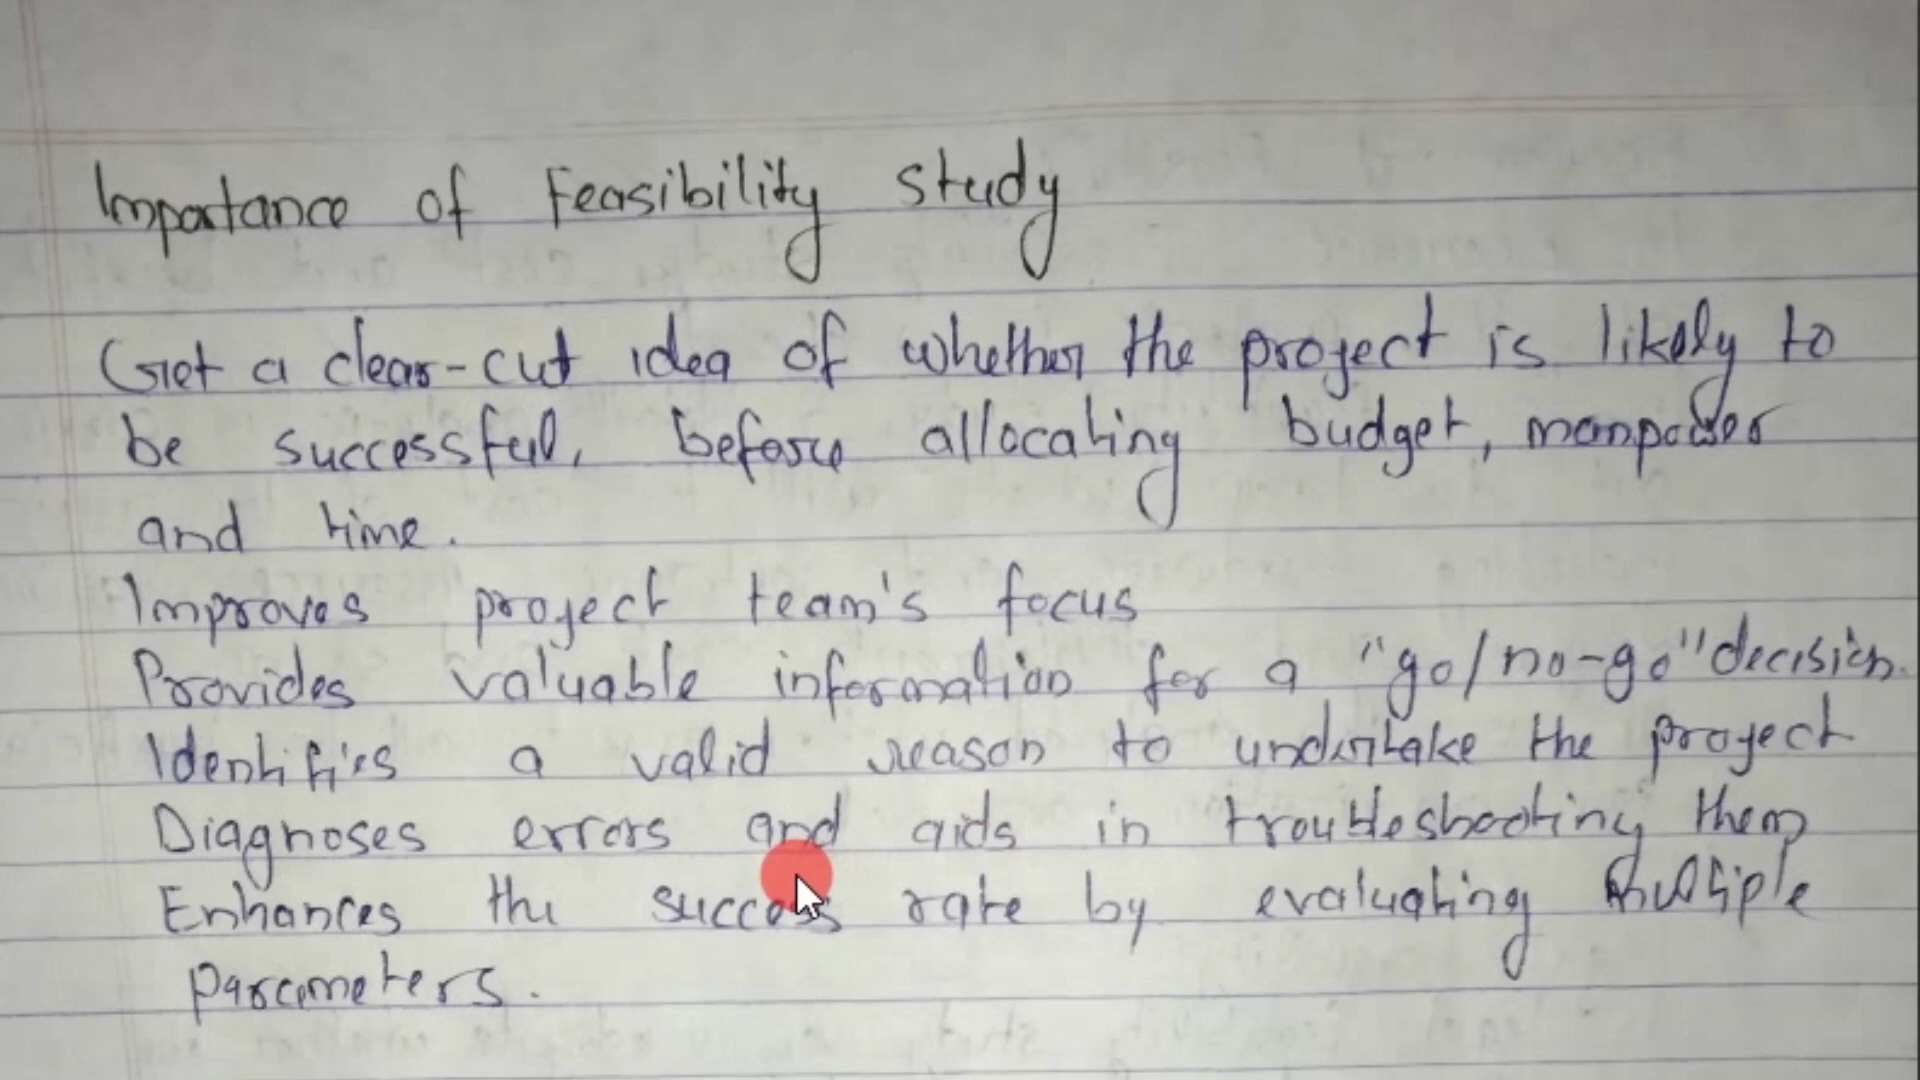 Importance of Feasibility study
Get a clear-cut idea of whether the project is likely to
be successful, before allocating budget, manpower
and time.
Improves project team's focus
Provides valuable information for a "go/no-go" decision.
Identifies a valid reason to undertake the project
Diagnoses errors and aids in troubleshooting them
Enhances the success rate by evaluating multiple
parameters.